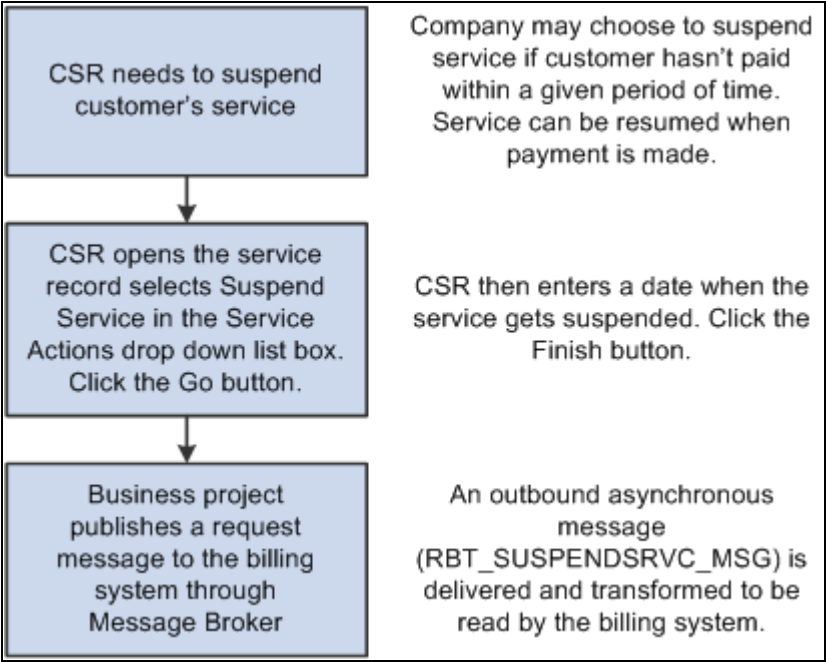 CSR needs to suspend
customer's service
Company may choose to suspend
service if customer hasn't paid
within a given period of time.
Service can be resumed when
payment is made.
CSR opens the service
record selects Suspend
Service in the Service
Actions drop down list box.
Click the Go button.
CSR then enters a date when the
service gets suspended. Click the
Finish button.
Business project
publishes a request
message to the billing
system through
Message Broker
An outbound asynchronous
message
(RBT_SUSPENDSRVC_MSG) is
delivered and transformed to be
read by the billing system.